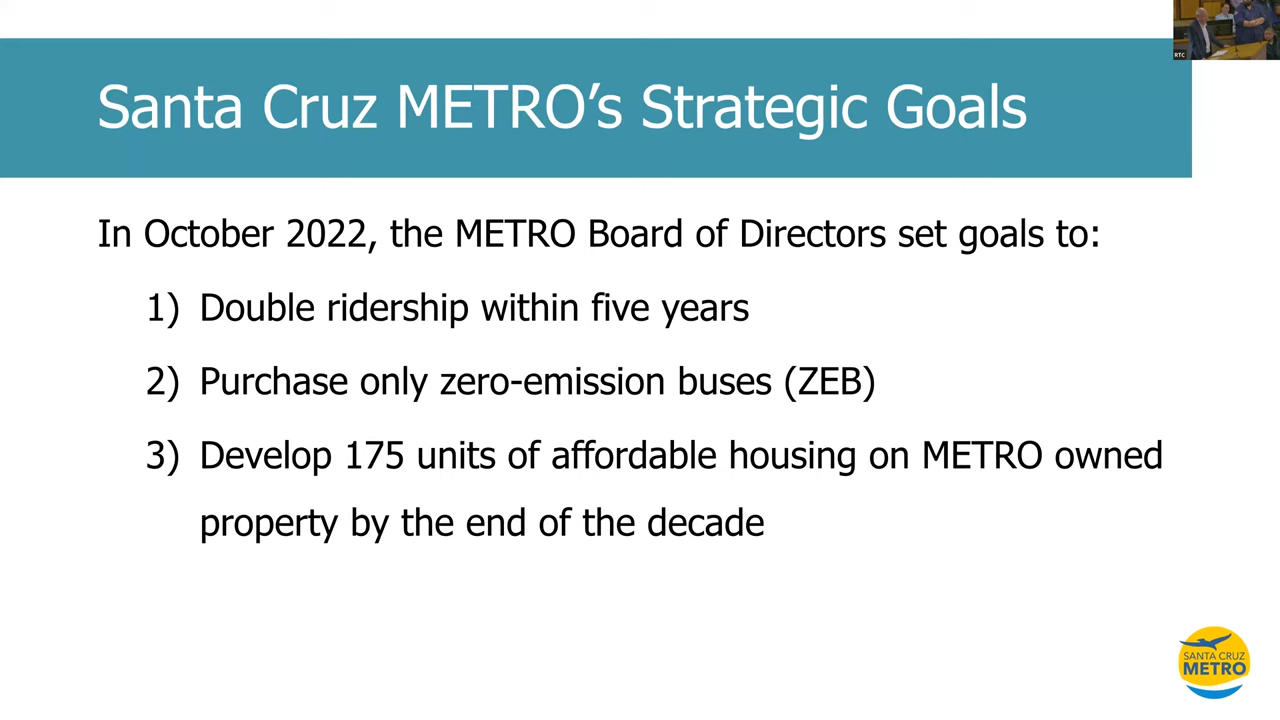 RTC
Santa Cruz METRO’s Strategic Goals
In October 2022, the METRO Board of Directors set goals to:
1) Double ridership within five years
2) Purchase only zero-emission buses (ZEB)
3) Develop 175 units of affordable housing on METRO owned
property by the end of the decade
SANTA CRUZ
METRO